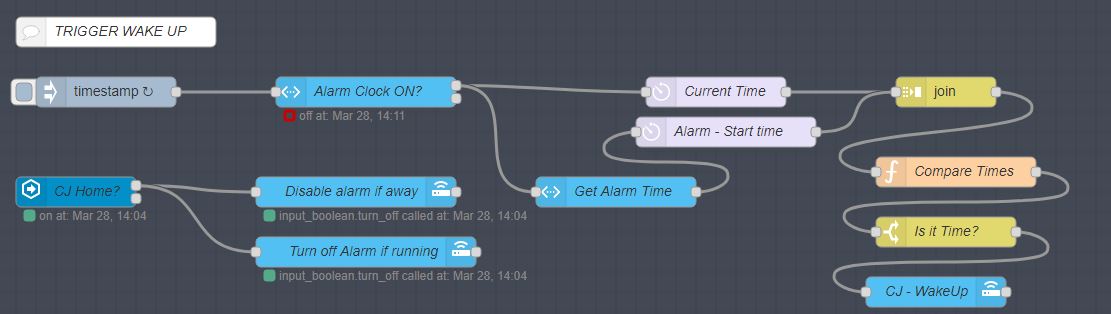 TRIGGER WAKE UP
timestamp ↻
Alarm Clock ON?
off at: Mar 28, 14:11
Current Time
join
Alarm - Start time
Compare Times
CJ Home?
on at: Mar 28, 14:04
Disable alarm if away
input_boolean.turn_off called at: Mar 28, 14:04
Get Alarm Time
Is it Time?
Turn off Alarm if running
input_boolean.turn_off called at: Mar 28, 14:04
CJ - WakeUp